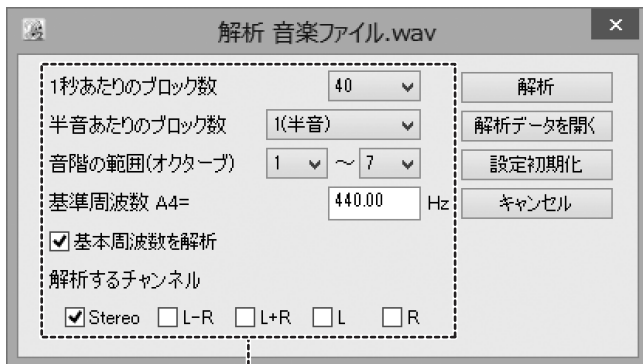 解析 音楽ファイル.wav
1秒あたりのブロック数 40
解析
半音あたりのブロック数 1(半音)
解析データを開く
音階の範囲(オクターブ) 1 ～ 7
設定初期化
基準周波数 A4= 440.00 Hz
キャンセル
基本周波数を解析
解析するチャンネル
Stereo L-R L+R L R